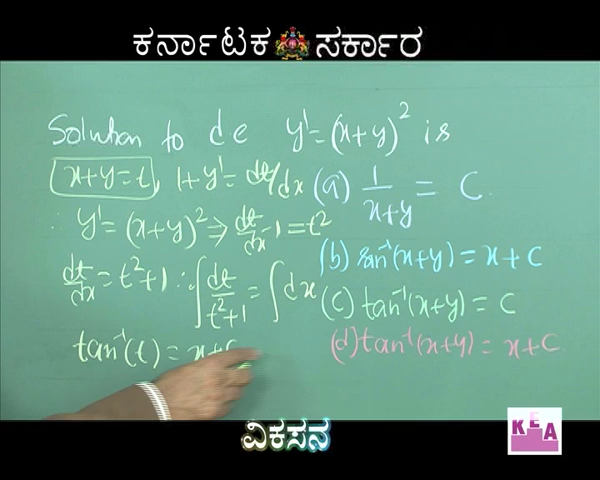 ಕರ್ನಾಟಕ ಸರ್ಕಾರ
Solution to d.e y' = (x+y)² is
x+y=t, 1+y' = dt/dx
(a) 1/(x+y) = C.
∴ y' = (x+y)² ⇒ dt/dx - 1 = t²
(b) sin⁻¹(x+y) = x+C
dt/dx = t²+1 ∴ ∫ dt/(t²+1) = ∫ dx
(c) tan⁻¹(x+y) = C
tan⁻¹(t) = x+C
(d) tan⁻¹(x+y) = x+C
ವಿಕಸನ
KEA